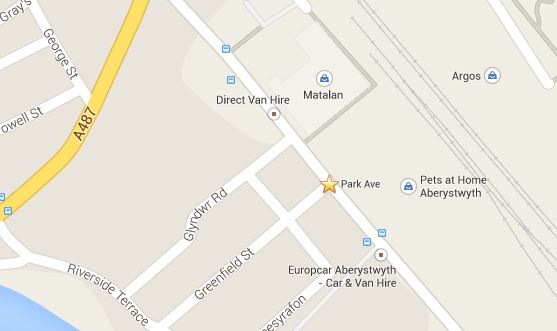 Gray's
George St
owell St
A487
Direct Van Hire
Matalan
Argos
Park Ave
Pets at Home
Aberystwyth
Glyndwr Rd
Greenfield St
Riverside Terrace
Europcar Aberystwyth
- Car & Van Hire
esyrafon